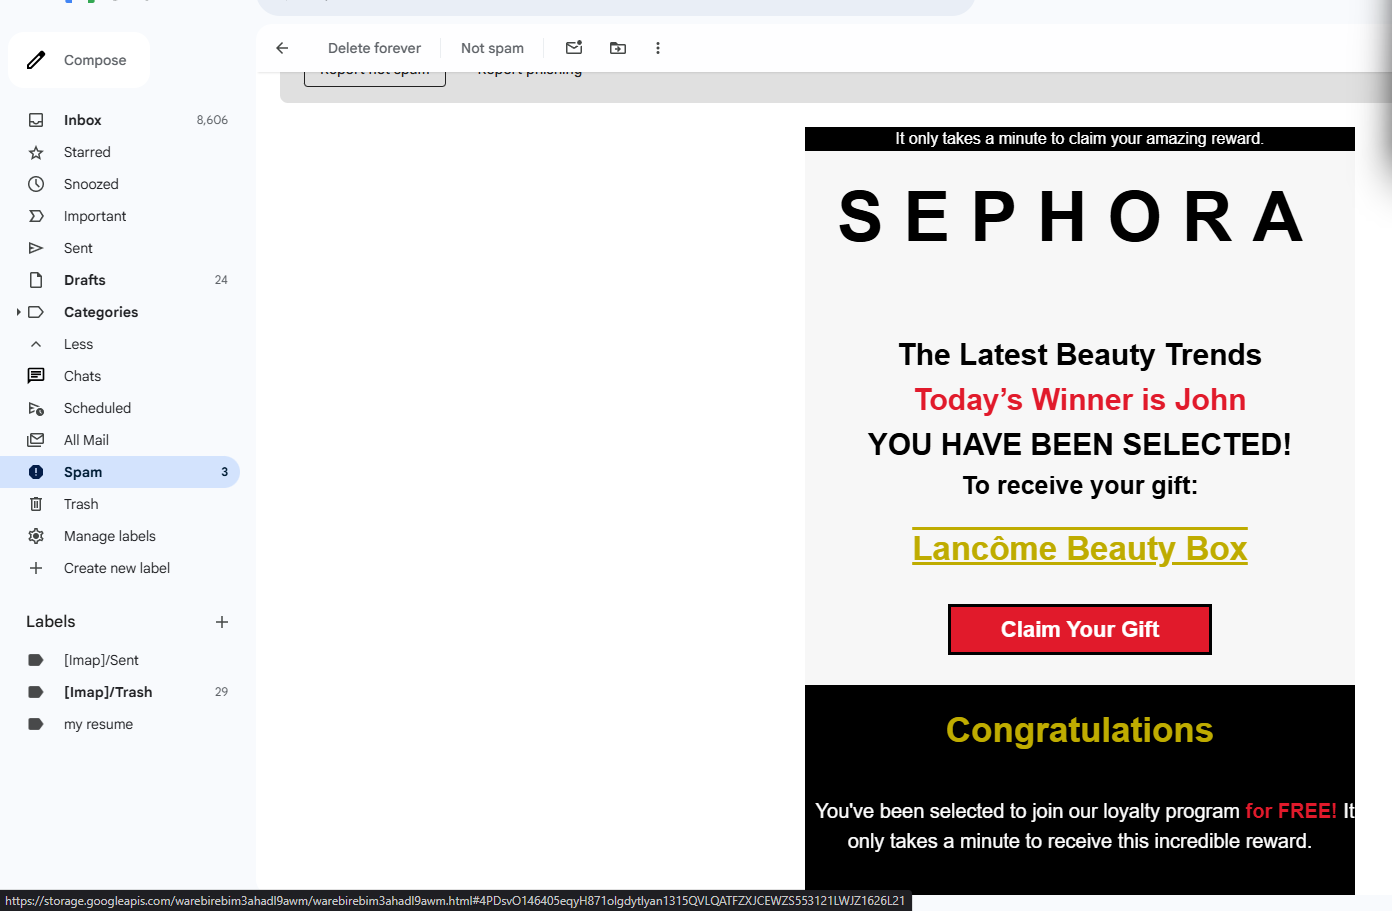 Delete forever
Not spam
Compose
Report not spam
Report phishing
Inbox 8,606
Starred
Snoozed
Important
Sent
Drafts 24
Categories
Less
Chats
Scheduled
All Mail
Spam 3
Trash
Manage labels
Create new label
Labels
[Imap]/Sent
[Imap]/Trash 29
my resume
It only takes a minute to claim your amazing reward.
SEPHORA
The Latest Beauty Trends
Today’s Winner is John
YOU HAVE BEEN SELECTED!
To receive your gift:
Lancôme Beauty Box
Claim Your Gift
Congratulations
You've been selected to join our loyalty program for FREE! It
only takes a minute to receive this incredible reward.
https://storage.googleapis.com/warebirebim3ahadl9awm/warebirebim3ahadl9awm.html#4PDsvO146405eqyH871olgdytlyan1315QVLQATFZXJCEWZS553121LWJZ1626L21